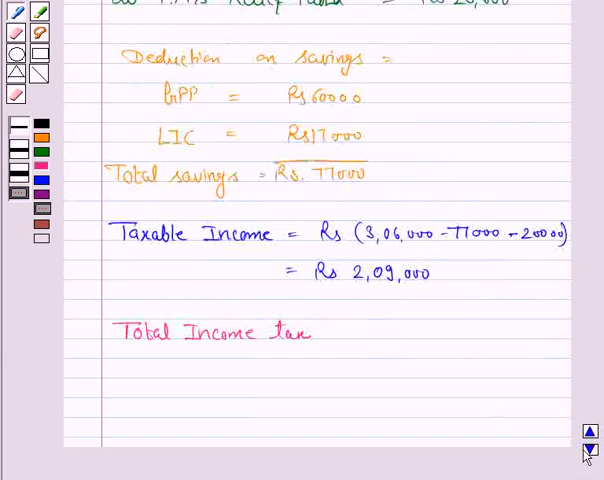 Deduction on savings =
PPP = Rs 60000
LIC = Rs 17000
Total savings = Rs. 77000
Taxable Income = Rs (3,06,000 - 77000 - 20000)
= Rs 2,09,000
Total Income tax